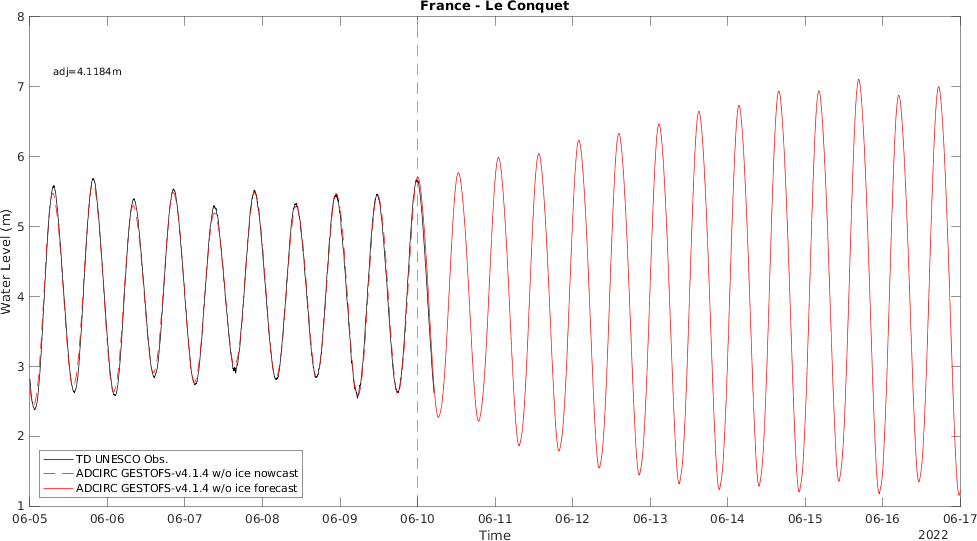 France - Le Conquet
8
7
6
5
4
3
2
1
Water Level (m)
adj=4.1184m
TD UNESCO Obs.
ADCIRC GESTOFS-v4.1.4 w/o ice nowcast
ADCIRC GESTOFS-v4.1.4 w/o ice forecast
06-05 06-06 06-07 06-08 06-09 06-10 06-11 06-12 06-13 06-14 06-15 06-16 06-17
Time
2022